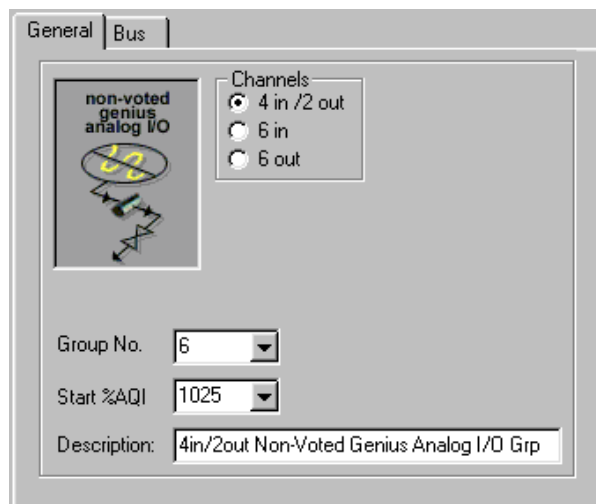 General
Bus
non-voted
genius
analog I/O
Channels
4 in /2 out
6 in
6 out
Group No. 6
Start %AQI 1025
Description: 4in/2out Non-Voted Genius Analog I/O Grp